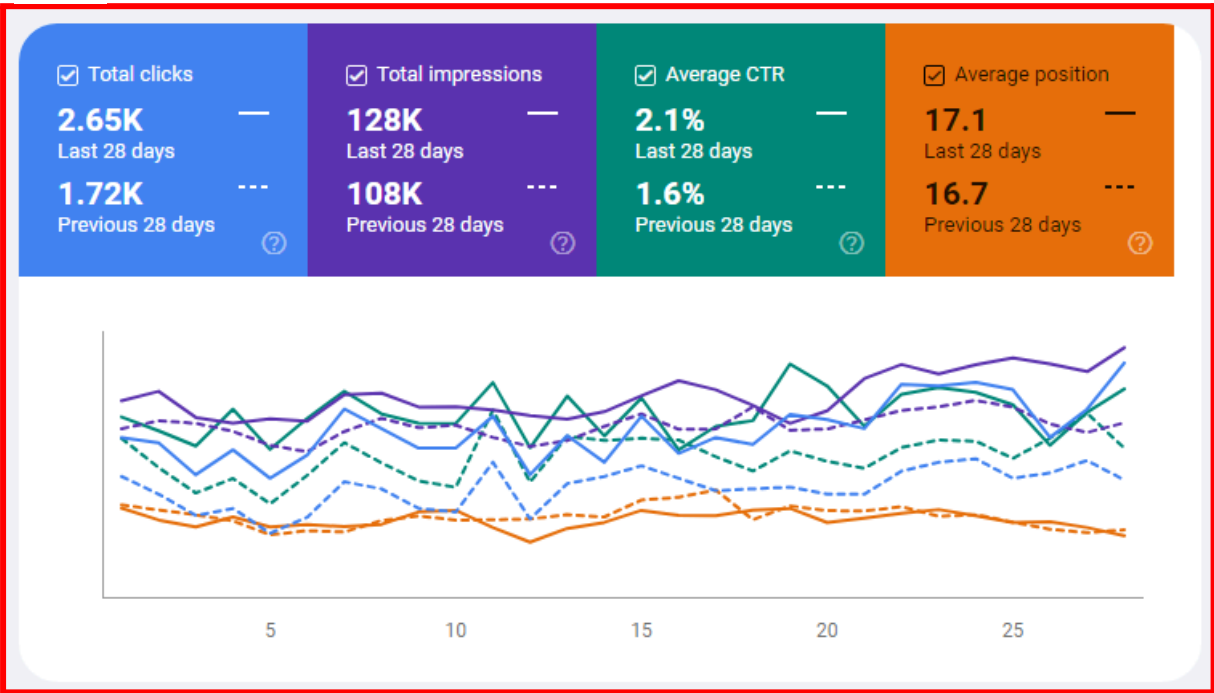 Total clicks
2.65K
Last 28 days
1.72K
Previous 28 days
Total impressions
128K
Last 28 days
108K
Previous 28 days
Average CTR
2.1%
Last 28 days
1.6%
Previous 28 days
Average position
17.1
Last 28 days
16.7
Previous 28 days
5 10 15 20 25